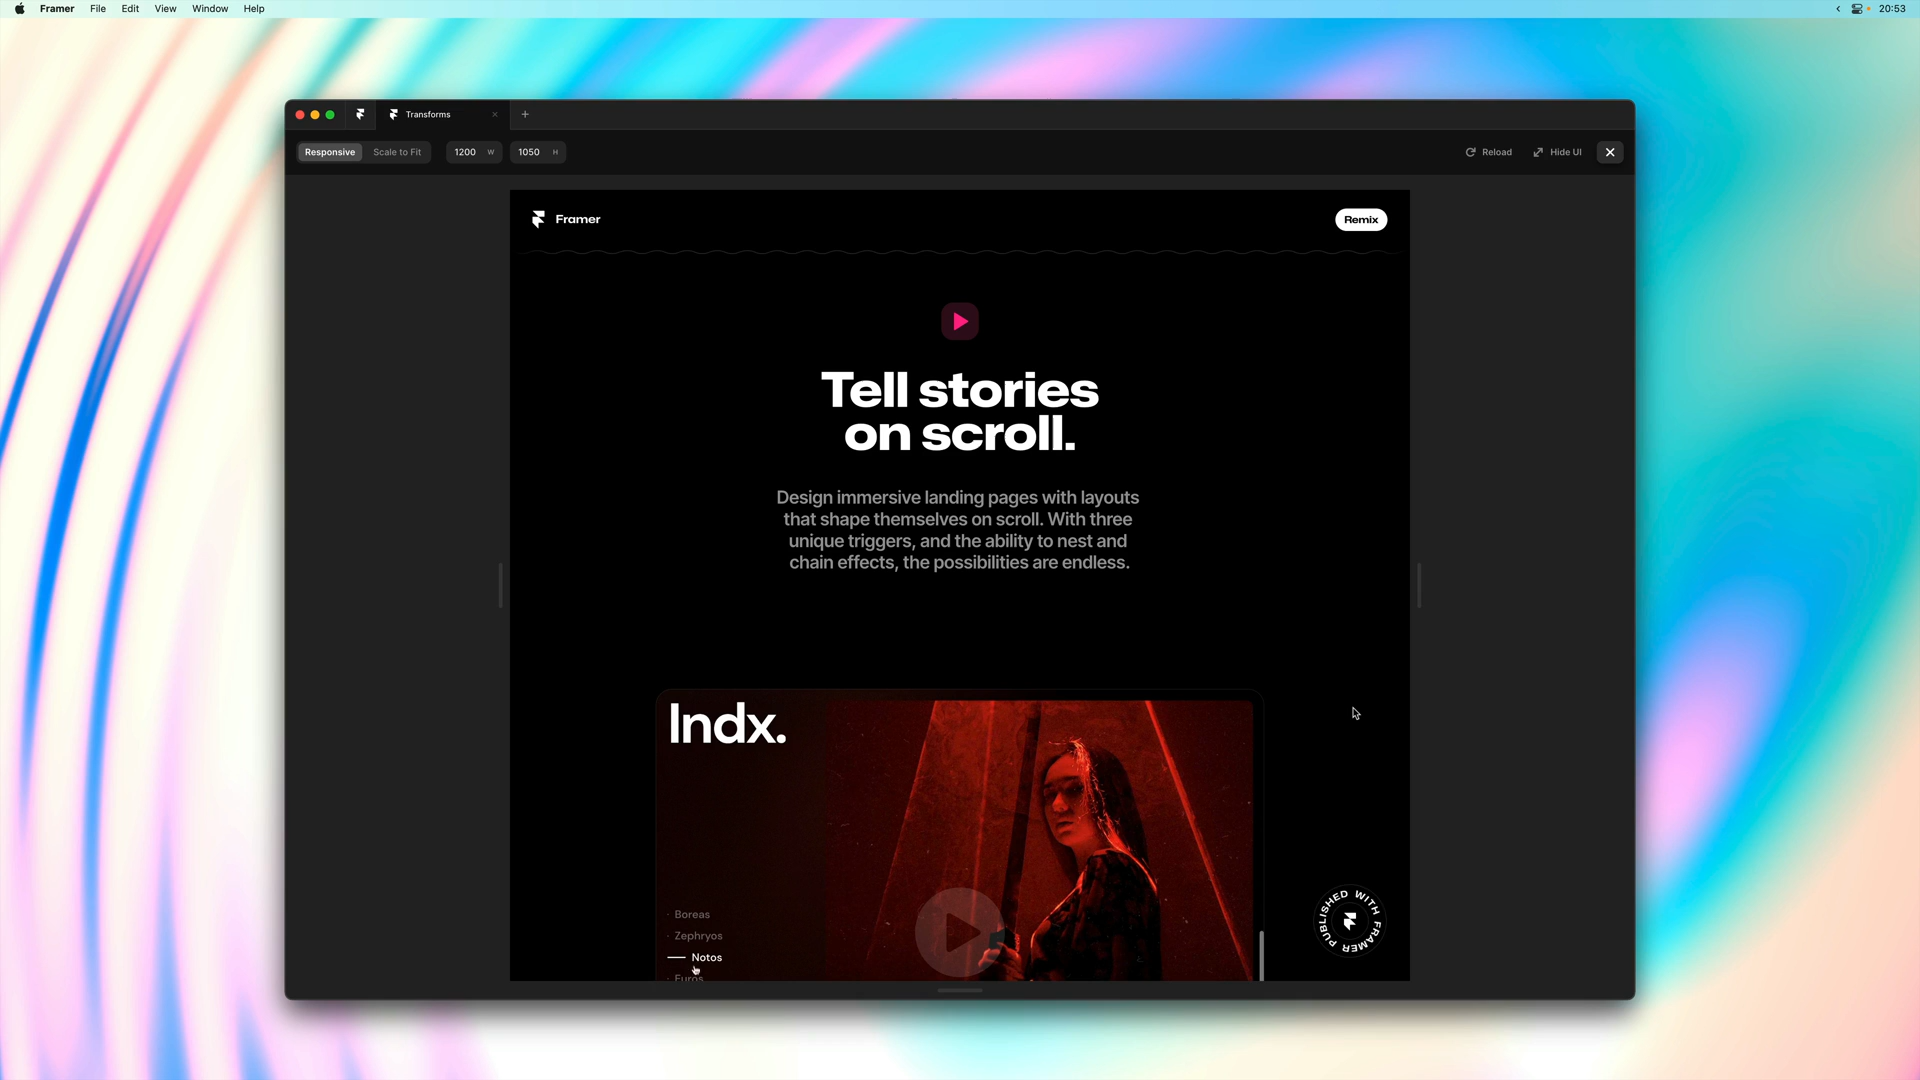 Framer File Edit View Window Help 20:53
Transforms
Responsive Scale to Fit 1200 W 1050 H Reload Hide UI
Framer Remix
Tell stories
on scroll.
Design immersive landing pages with layouts
that shape themselves on scroll. With three
unique triggers, and the ability to nest and
chain effects, the possibilities are endless.
Indx.
Boreas
Zephryos
Notos
Euros
PUBLISHED WITH FRAMER